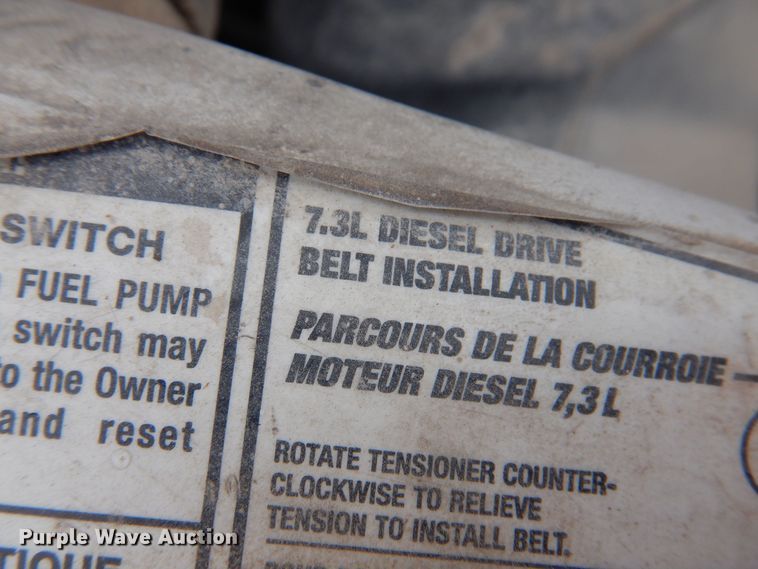 SWITCH
FUEL PUMP
switch may
to the Owner
and reset
7.3L DIESEL DRIVE
BELT INSTALLATION
PARCOURS DE LA COURROIE
MOTEUR DIESEL 7,3L
ROTATE TENSIONER COUNTER-
CLOCKWISE TO RELIEVE
TENSION TO INSTALL BELT.
Purple Wave Auction